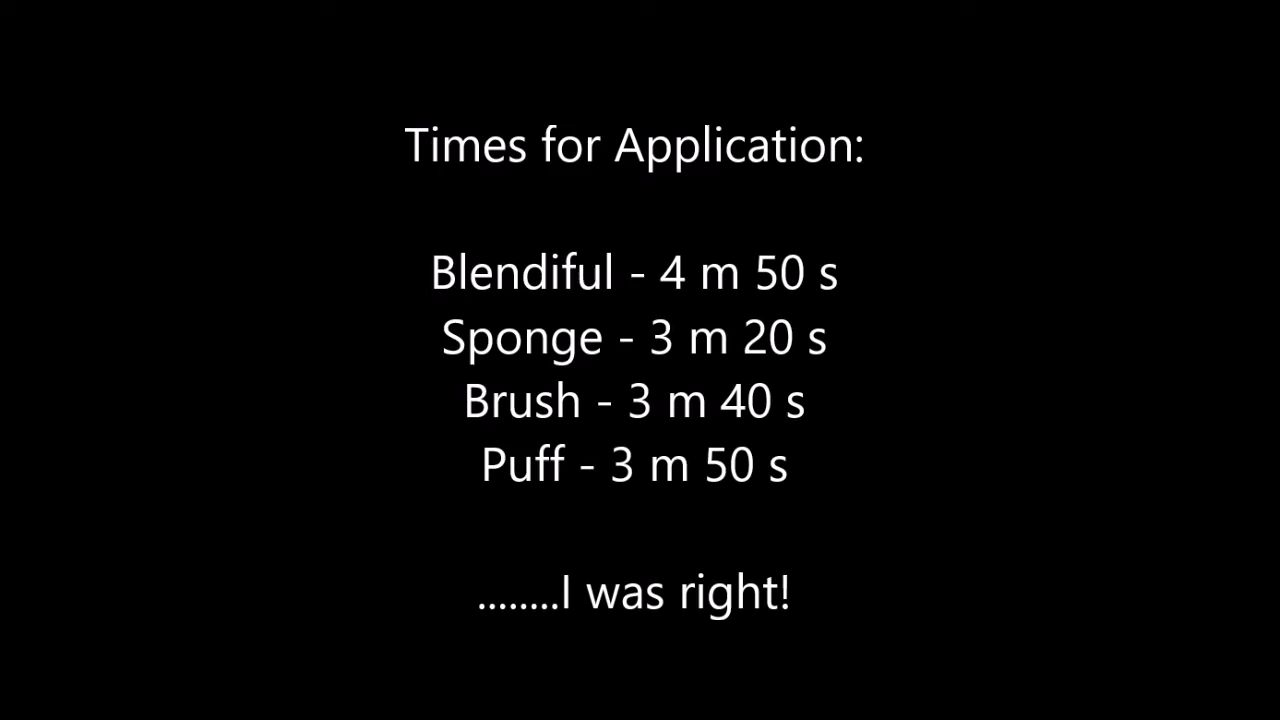 Times for Application:
Blendiful - 4 m 50 s
Sponge - 3 m 20 s
Brush - 3 m 40 s
Puff - 3 m 50 s
........I was right!